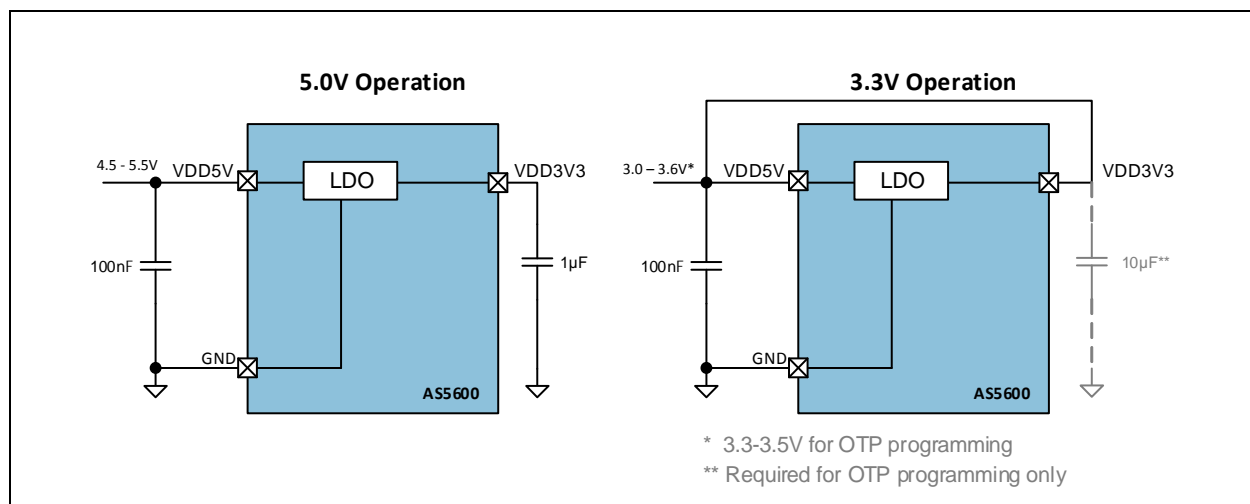 5.0V Operation
4.5 - 5.5V
VDD5V
LDO
VDD3V3
100nF
1µF
GND
AS5600
3.3V Operation
3.0 – 3.6V*
VDD5V
LDO
VDD3V3
100nF
10µF**
GND
AS5600
* 3.3-3.5V for OTP programming
** Required for OTP programming only